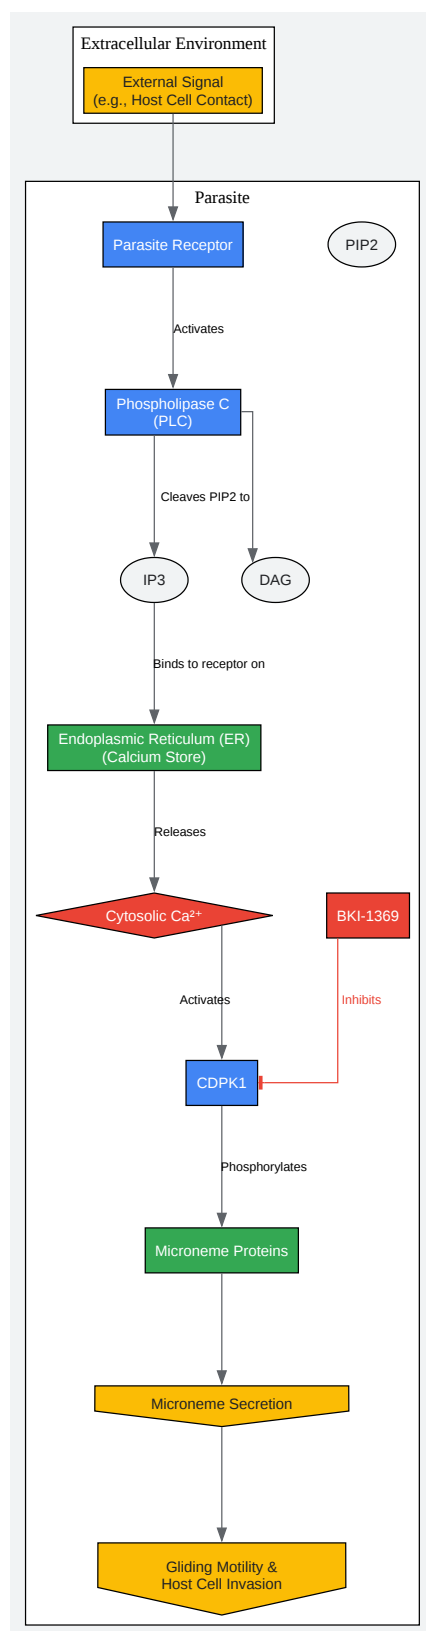 Extracellular Environment
External Signal
(e.g., Host Cell Contact)
Parasite
Parasite Receptor
PIP2
Activates
Phospholipase C
(PLC)
Cleaves PIP2 to
IP3
DAG
Binds to receptor on
Endoplasmic Reticulum (ER)
(Calcium Store)
Releases
Cytosolic Ca²⁺
BKI-1369
Activates
Inhibits
CDPK1
Phosphorylates
Microneme Proteins
Microneme Secretion
Gliding Motility &
Host Cell Invasion